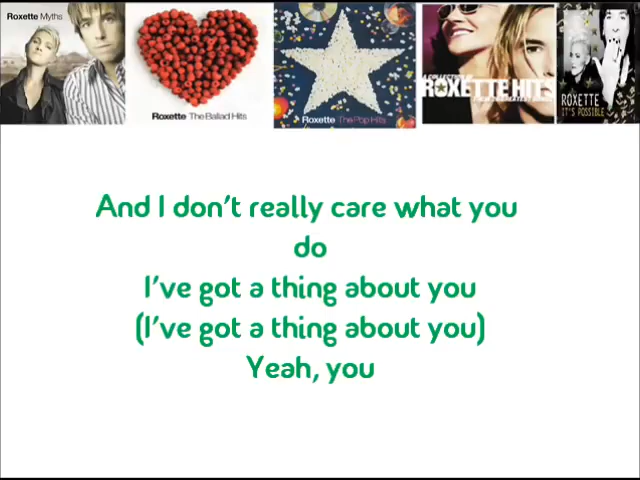 Roxette Myths
Roxette The Ballad Hits
Roxette The Pop Hits
A COLLECTION OF
ROXETTE HITS
ROXETTE
IT'S POSSIBLE
And I don't really care what you
do
I've got a thing about you
(I've got a thing about you)
Yeah, you